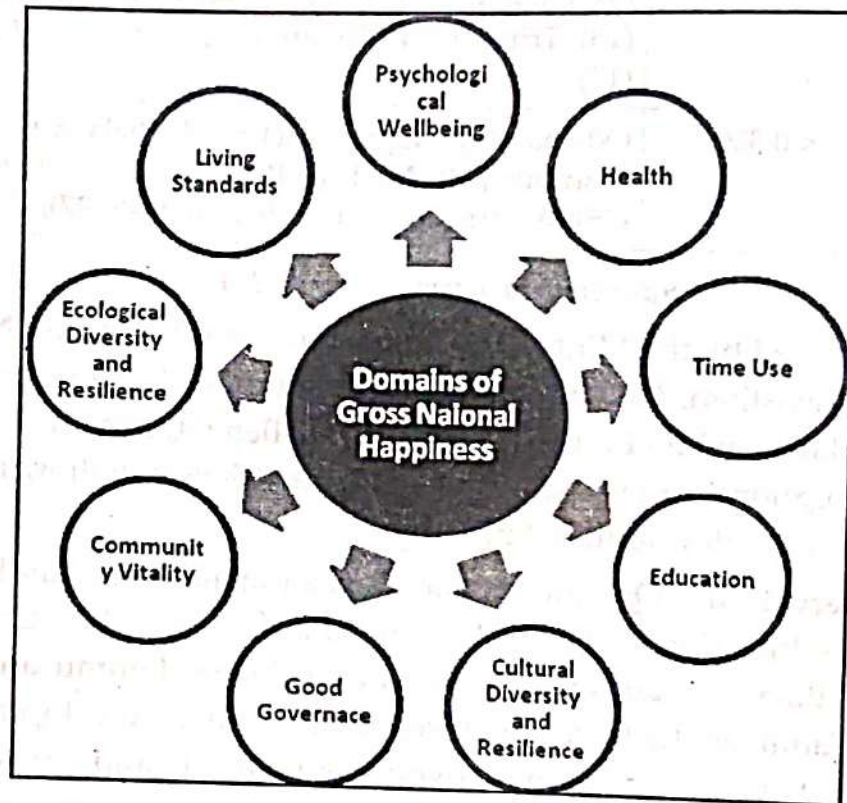 Psychologi
cal
Wellbeing
Health
Time Use
Education
Cultural
Diversity
and
Resilience
Good
Governace
Communit
y Vitality
Ecological
Diversity
and
Resilience
Living
Standards
Domains of
Gross Naional
Happiness